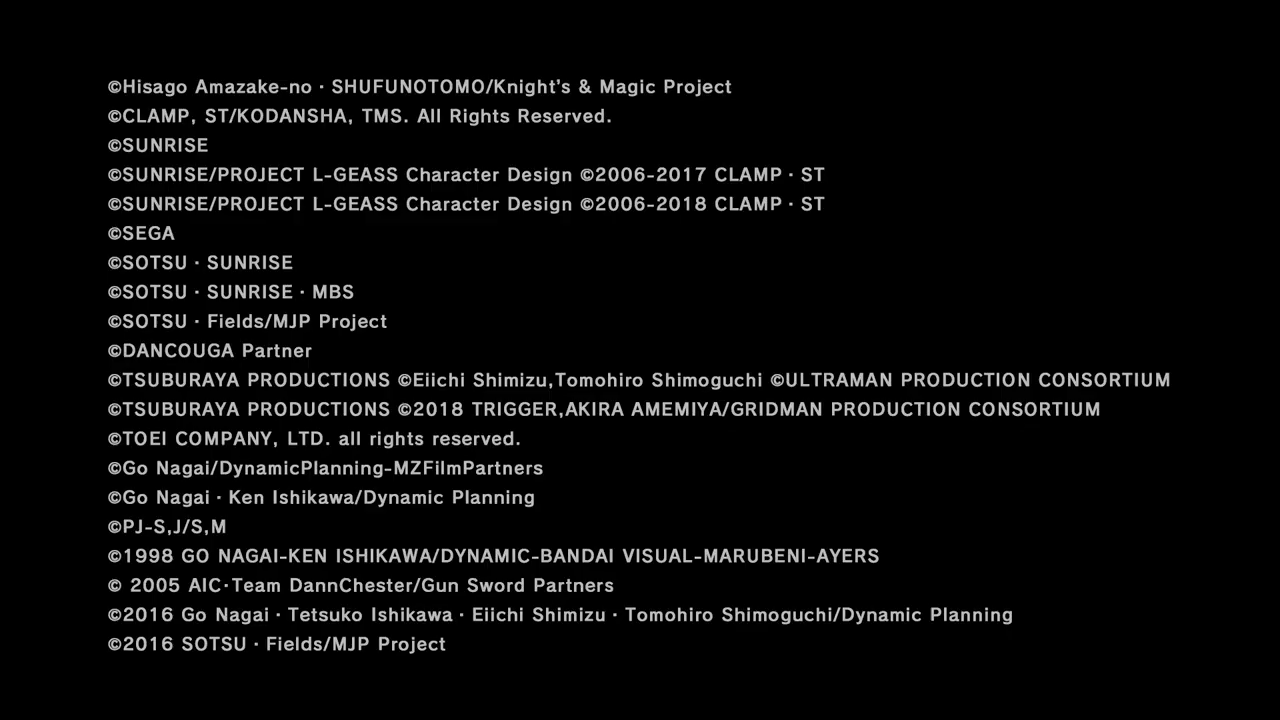 ©Hisago Amazake-no・SHUFUNOTOMO/Knight's & Magic Project
©CLAMP, ST/KODANSHA, TMS. All Rights Reserved.
©SUNRISE
©SUNRISE/PROJECT L-GEASS Character Design ©2006-2017 CLAMP・ST
©SUNRISE/PROJECT L-GEASS Character Design ©2006-2018 CLAMP・ST
©SEGA
©SOTSU・SUNRISE
©SOTSU・SUNRISE・MBS
©SOTSU・Fields/MJP Project
©DANCOUGA Partner
©TSUBURAYA PRODUCTIONS ©Eiichi Shimizu,Tomohiro Shimoguchi ©ULTRAMAN PRODUCTION CONSORTIUM
©TSUBURAYA PRODUCTIONS ©2018 TRIGGER,AKIRA AMEMIYA/GRIDMAN PRODUCTION CONSORTIUM
©TOEI COMPANY, LTD. all rights reserved.
©Go Nagai/DynamicPlanning-MZFilmPartners
©Go Nagai・Ken Ishikawa/Dynamic Planning
©PJ-S,J/S,M
©1998 GO NAGAI-KEN ISHIKAWA/DYNAMIC-BANDAI VISUAL-MARUBENI-AYERS
© 2005 AIC・Team DannChester/Gun Sword Partners
©2016 Go Nagai・Tetsuko Ishikawa・Eiichi Shimizu・Tomohiro Shimoguchi/Dynamic Planning
©2016 SOTSU・Fields/MJP Project